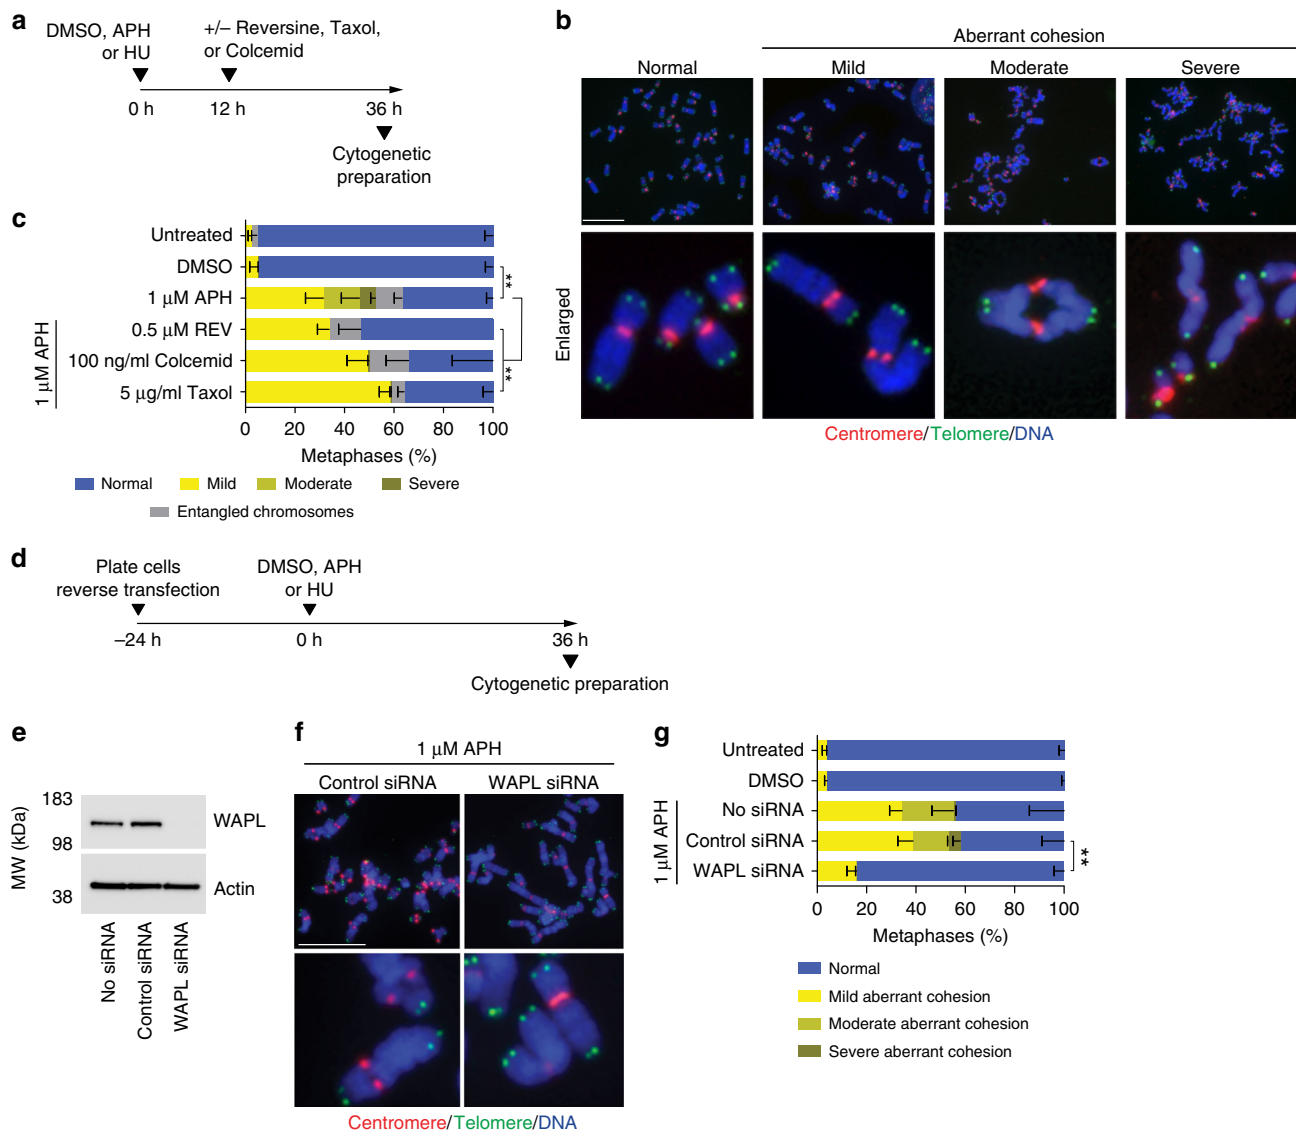 a
DMSO, APH
or HU
+/− Reversine, Taxol,
or Colcemid
0 h
12 h
36 h
Cytogenetic
preparation
b
Aberrant cohesion
Normal
Mild
Moderate
Severe
Enlarged
Centromere/Telomere/DNA
c
Untreated
DMSO
1 μM APH
0.5 μM REV
100 ng/ml Colcemid
5 μg/ml Taxol
1 μM APH
**
**
0 20 40 60 80 100
Metaphases (%)
Normal
Mild
Moderate
Severe
Entangled chromosomes
d
Plate cells
reverse transfection
DMSO, APH
or HU
−24 h
0 h
36 h
Cytogenetic preparation
e
MW (kDa)
183
98
38
WAPL
Actin
No siRNA
Control siRNA
WAPL siRNA
f
1 μM APH
Control siRNA
WAPL siRNA
Centromere/Telomere/DNA
g
Untreated
DMSO
No siRNA
Control siRNA
WAPL siRNA
1 μM APH
**
0 20 40 60 80 100
Metaphases (%)
Normal
Mild aberrant cohesion
Moderate aberrant cohesion
Severe aberrant cohesion